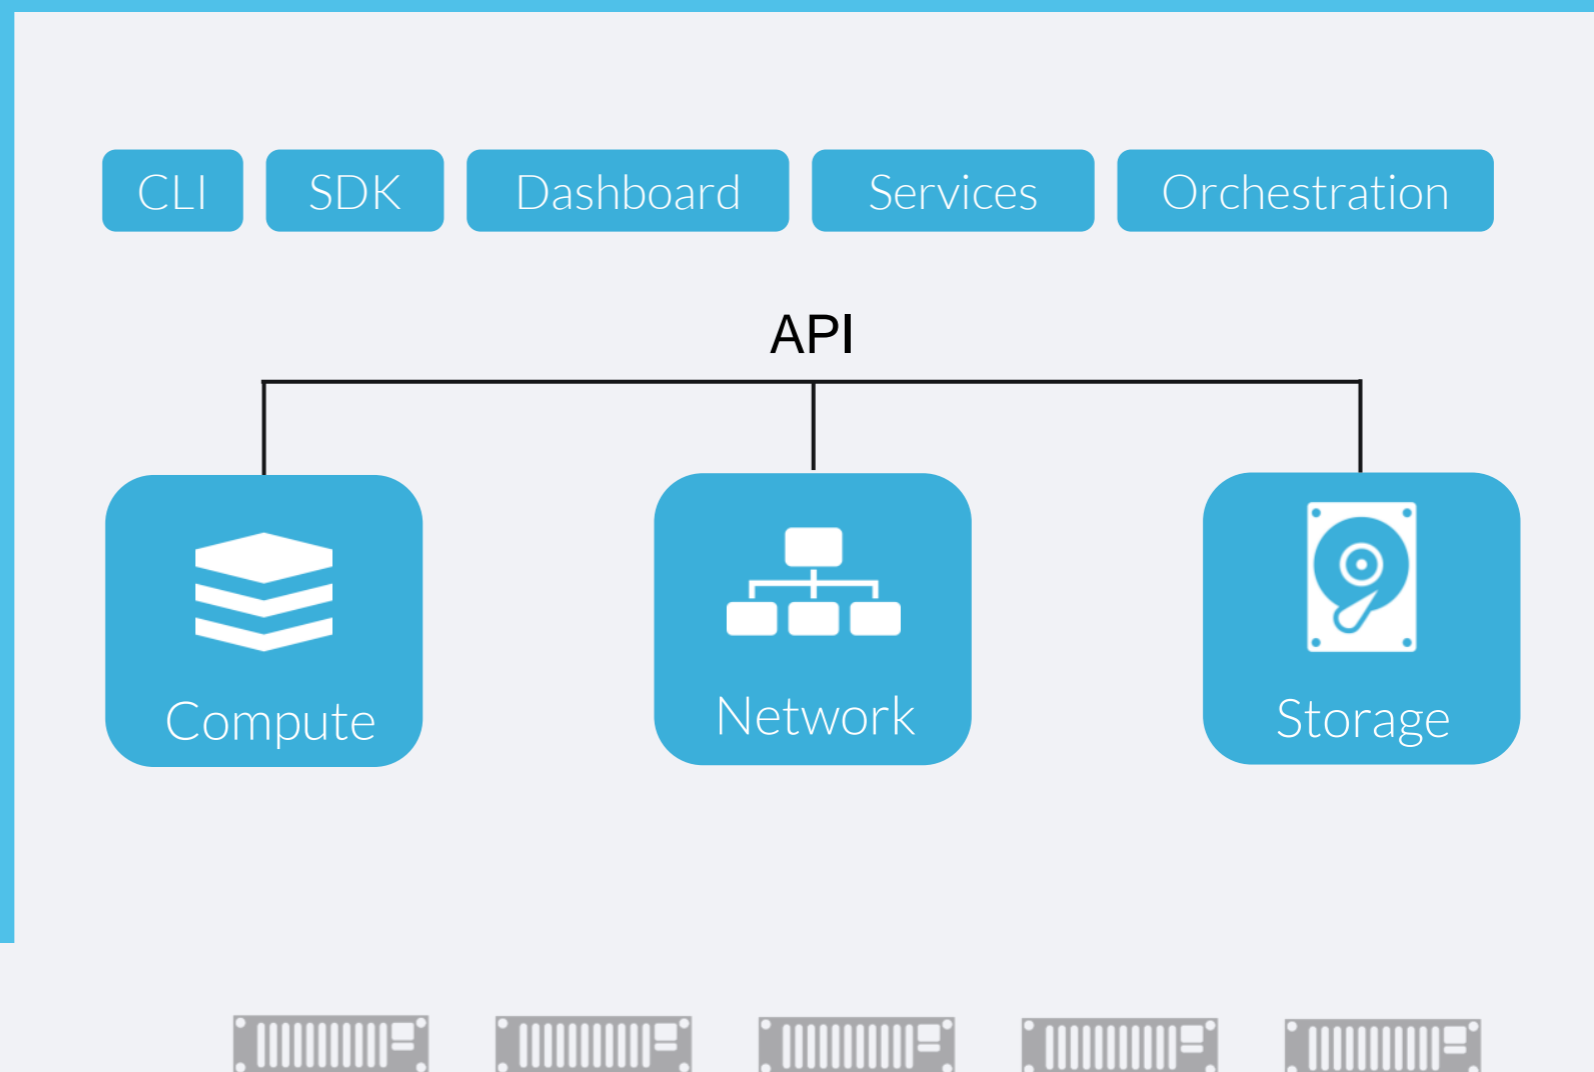 CLI SDK Dashboard Services Orchestration
API
Compute Network Storage